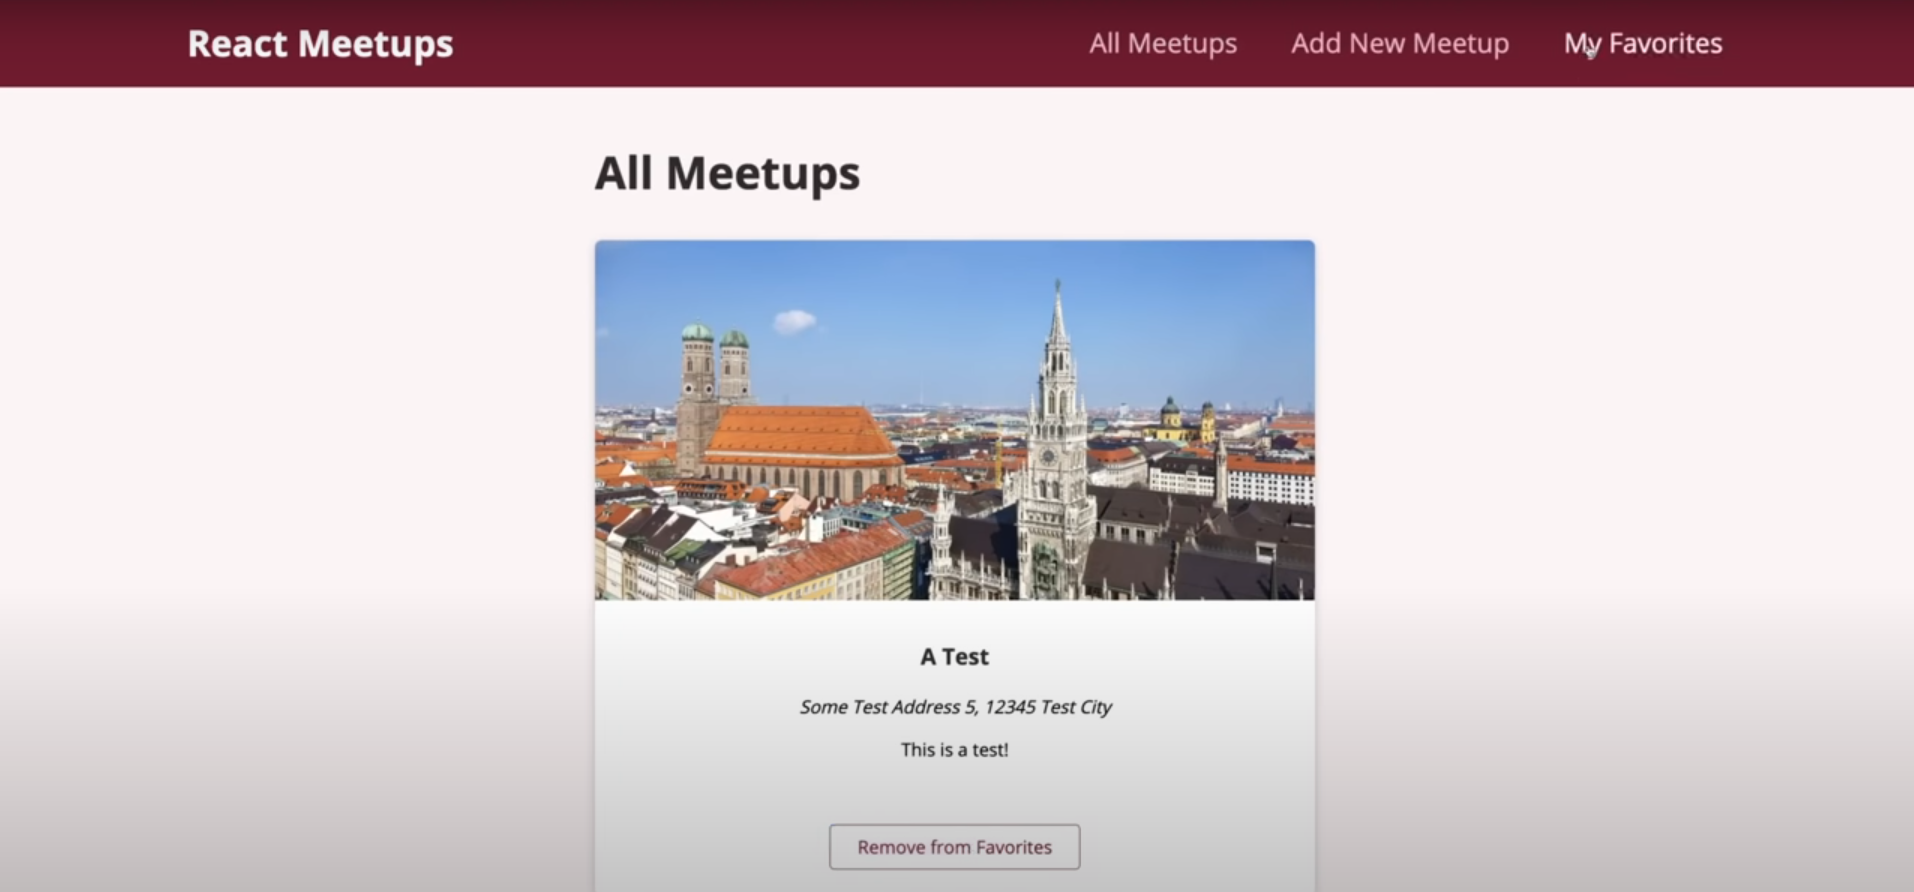 React Meetups
All Meetups
Add New Meetup
My Favorites
All Meetups
A Test
Some Test Address 5, 12345 Test City
This is a test!
Remove from Favorites